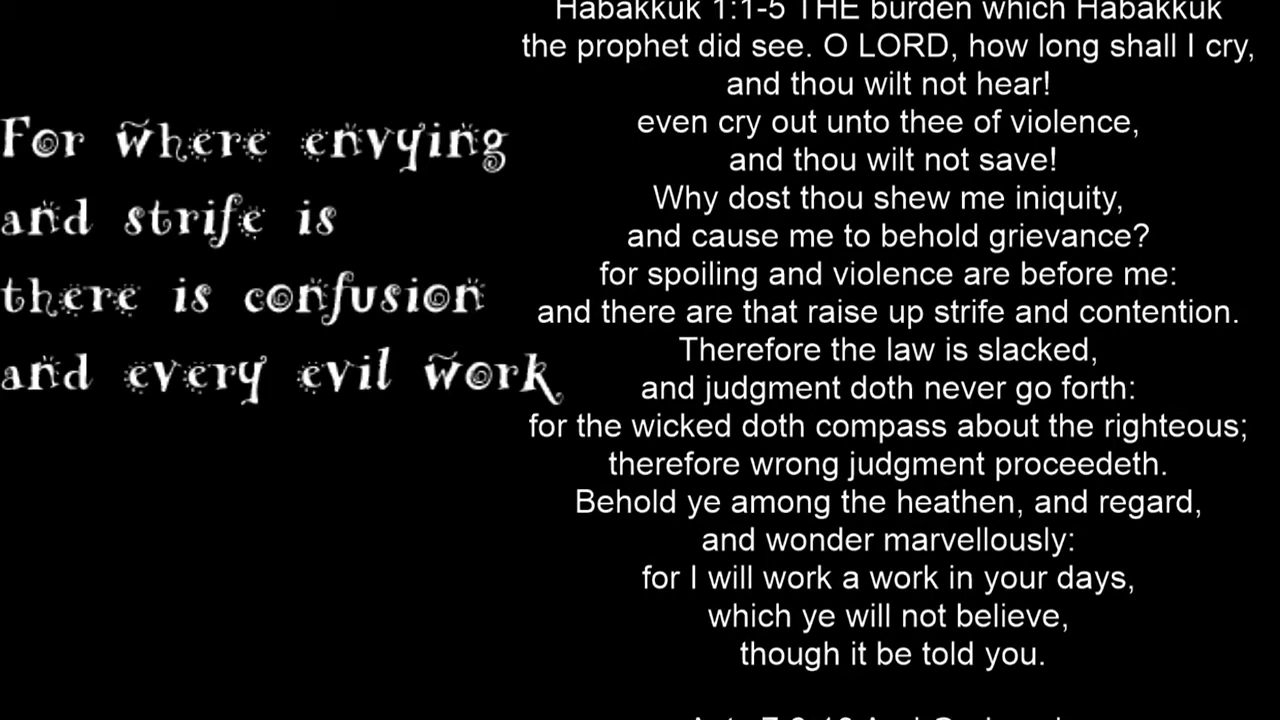 For where envying
and strife is
there is confusion
and every evil work
Habakkuk 1:1-5 THE burden which Habakkuk
the prophet did see. O LORD, how long shall I cry,
and thou wilt not hear!
even cry out unto thee of violence,
and thou wilt not save!
Why dost thou shew me iniquity,
and cause me to behold grievance?
for spoiling and violence are before me:
and there are that raise up strife and contention.
Therefore the law is slacked,
and judgment doth never go forth:
for the wicked doth compass about the righteous;
therefore wrong judgment proceedeth.
Behold ye among the heathen, and regard,
and wonder marvellously:
for I will work a work in your days,
which ye will not believe,
though it be told you.